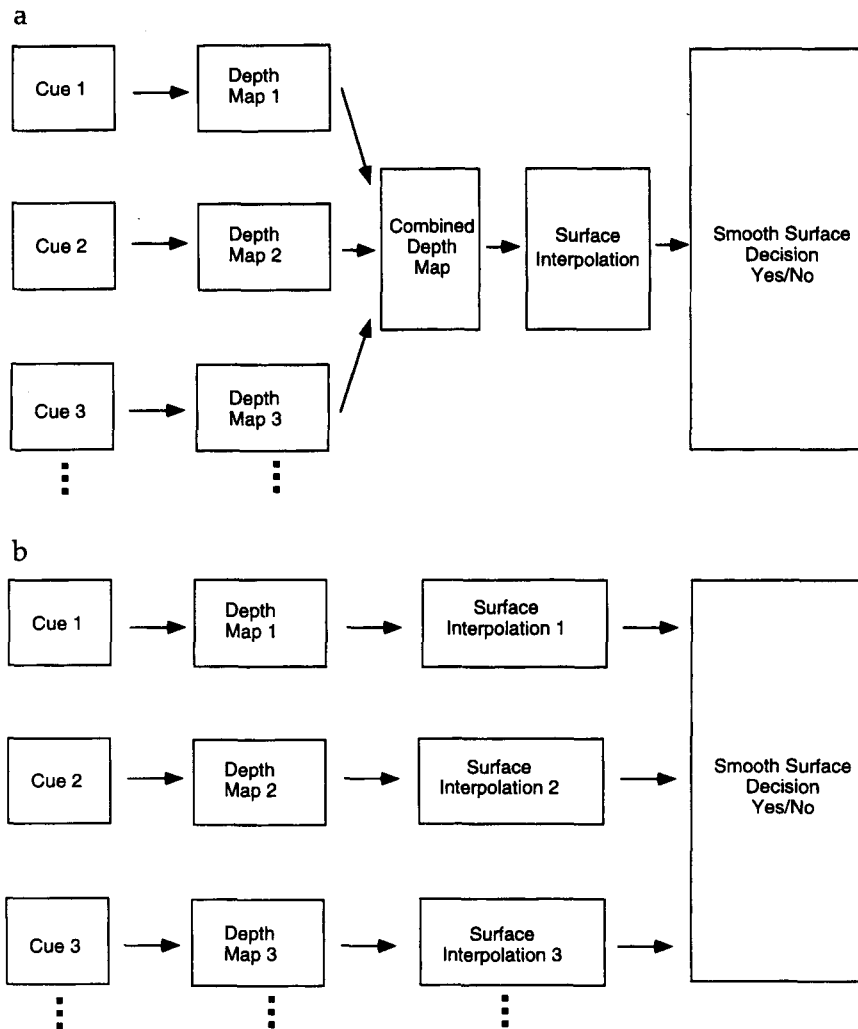 a
Cue 1
Depth
Map 1
Cue 2
Depth
Map 2
Combined
Depth
Map
Surface
Interpolation
Smooth Surface
Decision
Yes/No
Cue 3
Depth
Map 3
b
Cue 1
Depth
Map 1
Surface
Interpolation 1
Cue 2
Depth
Map 2
Surface
Interpolation 2
Smooth Surface
Decision
Yes/No
Cue 3
Depth
Map 3
Surface
Interpolation 3